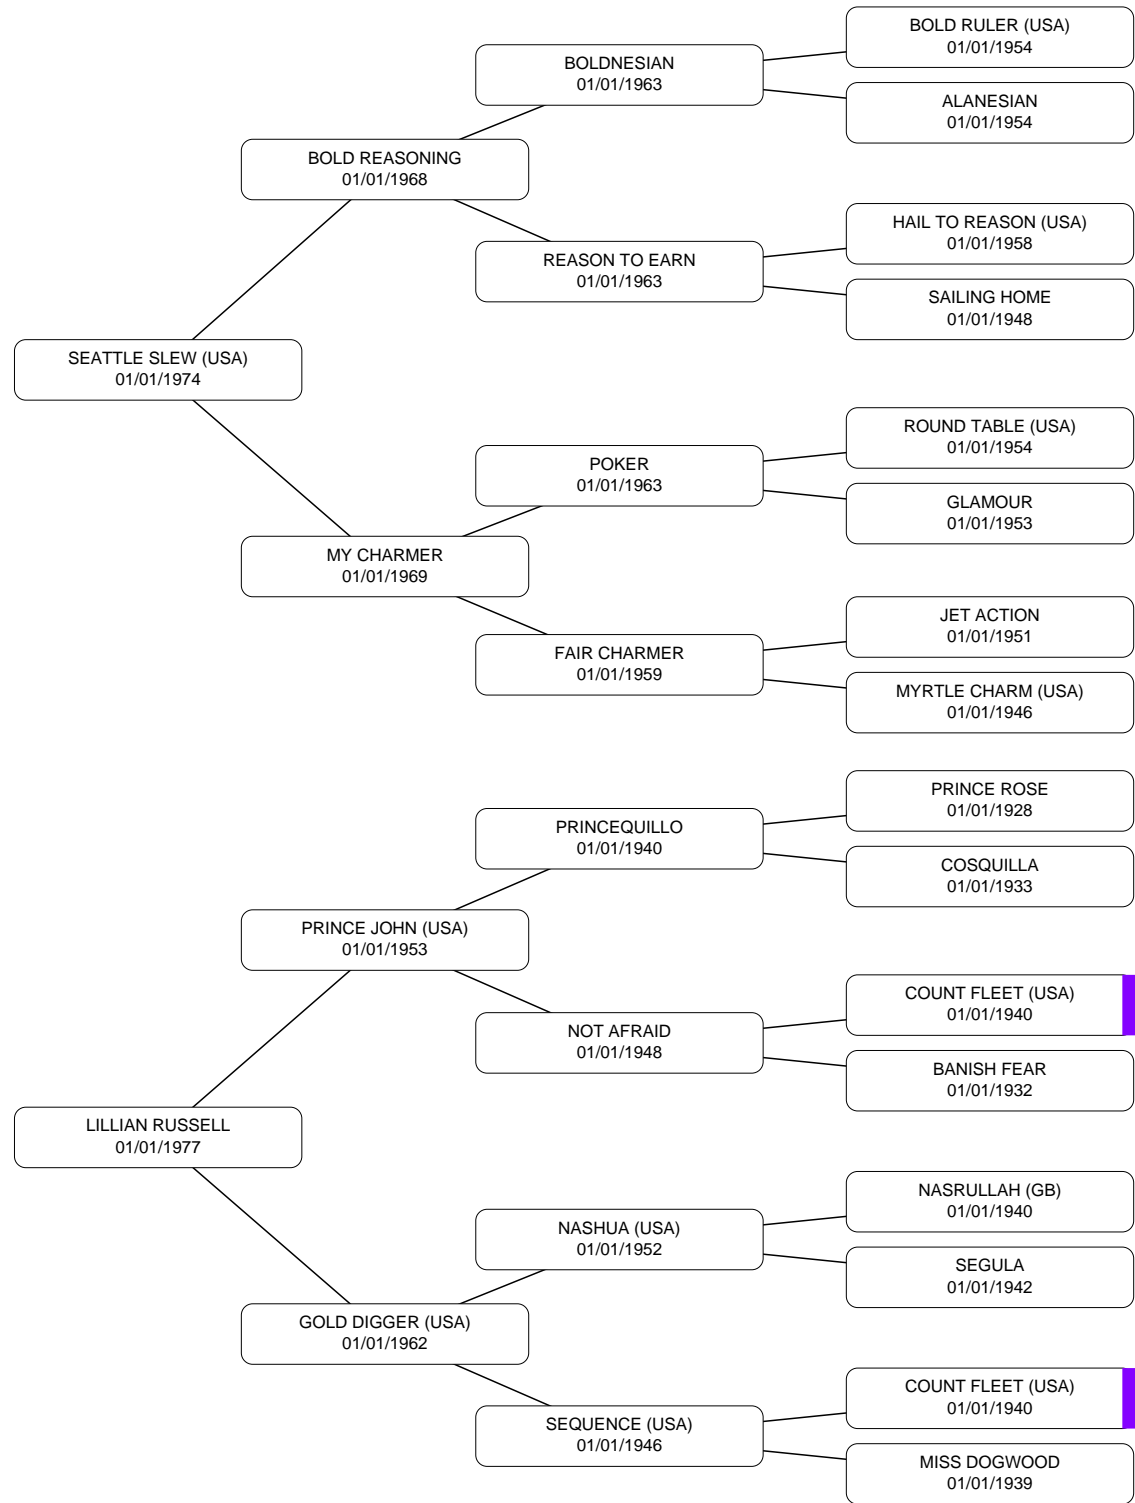 BOLD RULER (USA)
01/01/1954
BOLDNESIAN
01/01/1963
ALANESIAN
01/01/1954
BOLD REASONING
01/01/1968
HAIL TO REASON (USA)
01/01/1958
REASON TO EARN
01/01/1963
SAILING HOME
01/01/1948
SEATTLE SLEW (USA)
01/01/1974
ROUND TABLE (USA)
01/01/1954
POKER
01/01/1963
GLAMOUR
01/01/1953
MY CHARMER
01/01/1969
JET ACTION
01/01/1951
FAIR CHARMER
01/01/1959
MYRTLE CHARM (USA)
01/01/1946
PRINCE ROSE
01/01/1928
PRINCEQUILLO
01/01/1940
COSQUILLA
01/01/1933
PRINCE JOHN (USA)
01/01/1953
COUNT FLEET (USA)
01/01/1940
NOT AFRAID
01/01/1948
BANISH FEAR
01/01/1932
LILLIAN RUSSELL
01/01/1977
NASRULLAH (GB)
01/01/1940
NASHUA (USA)
01/01/1952
SEGULA
01/01/1942
GOLD DIGGER (USA)
01/01/1962
COUNT FLEET (USA)
01/01/1940
SEQUENCE (USA)
01/01/1946
MISS DOGWOOD
01/01/1939